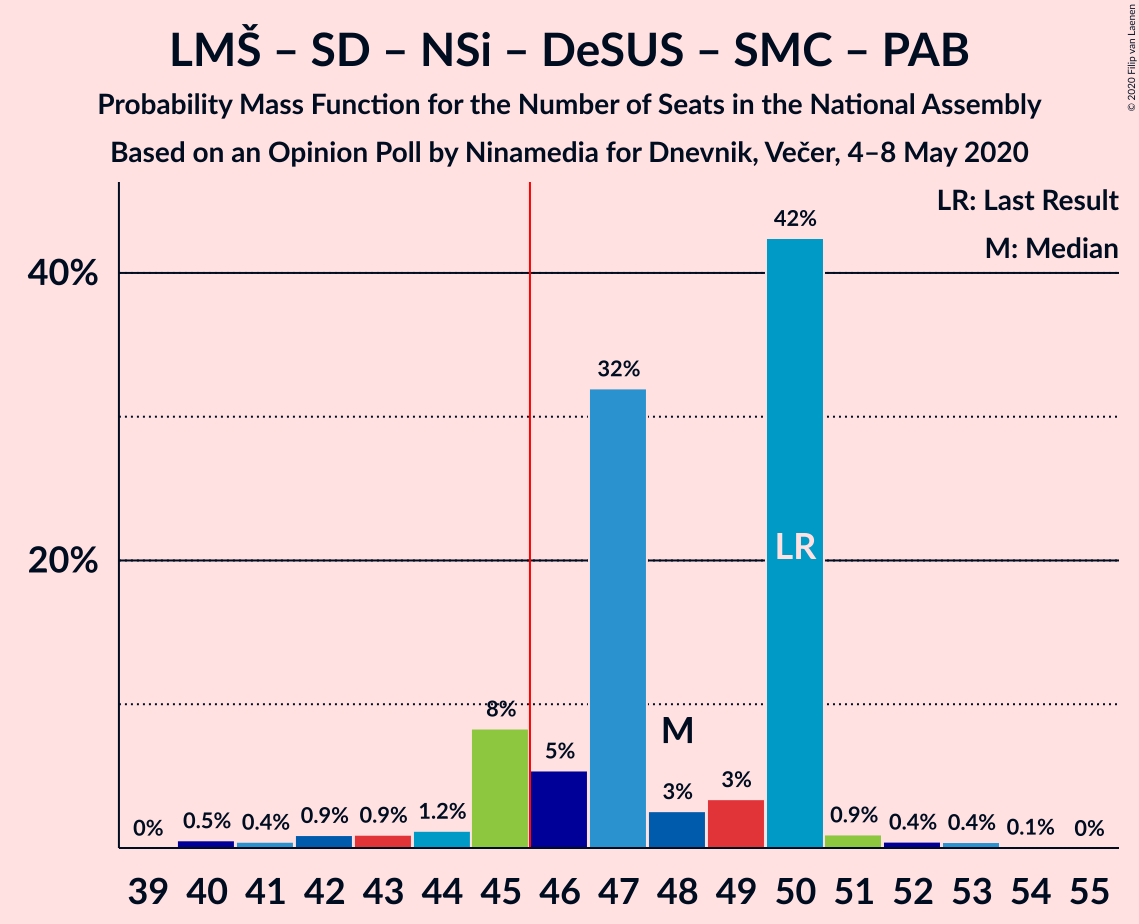 LMŠ – SD – NSi – DeSUS – SMC – PAB
Probability Mass Function for the Number of Seats in the National Assembly
Based on an Opinion Poll by Ninamedia for Dnevnik, Večer, 4–8 May 2020
© 2020 Filip van Laenen
LR: Last Result
M: Median
40%
20%
0%
0.5%
0.4%
0.9%
0.9%
1.2%
8%
5%
32%
3%
3%
42%
0.9%
0.4%
0.4%
0.1%
0%
M
LR
39 40 41 42 43 44 45 46 47 48 49 50 51 52 53 54 55